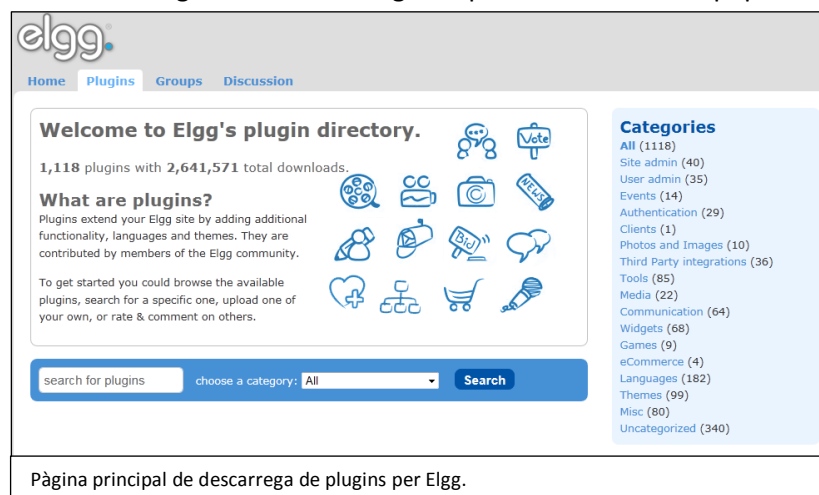 elgg.
Home Plugins Groups Discussion
Welcome to Elgg's plugin directory.
1,118 plugins with 2,641,571 total downloads.
What are plugins?
Plugins extend your Elgg site by adding additional
functionality, languages and themes. They are
contributed by members of the Elgg community.
To get started you could browse the available
plugins, search for a specific one, upload one of
your own, or rate & comment on others.
Vote
NEWS
Bid
search for plugins choose a category: All Search
Categories
All (1118)
Site admin (40)
User admin (35)
Events (14)
Authentication (29)
Clients (1)
Photos and Images (10)
Third Party integrations (36)
Tools (85)
Media (22)
Communication (64)
Widgets (68)
Games (9)
eCommerce (4)
Languages (182)
Themes (99)
Misc (80)
Uncategorized (340)
Pàgina principal de descarrega de plugins per Elgg.